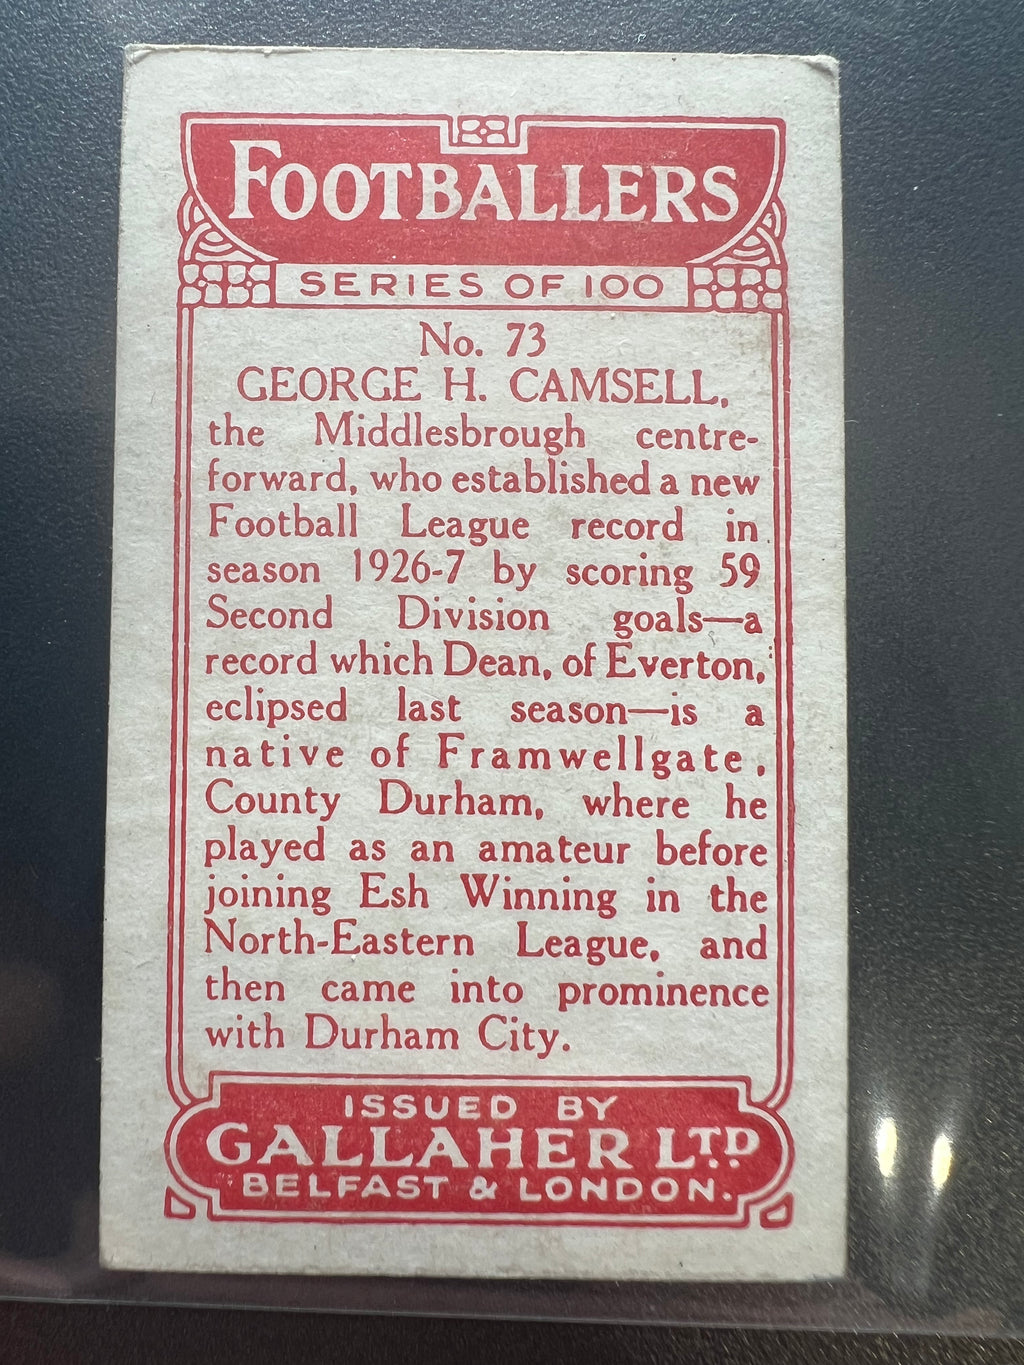 FOOTBALLERS
SERIES OF 100
No. 73
GEORGE H. CAMSELL,
the Middlesbrough centre-
forward, who established a new
Football League record in
season 1926-7 by scoring 59
Second Division goals—a
record which Dean, of Everton,
eclipsed last season—is a
native of Framwellgate,
County Durham, where he
played as an amateur before
joining Esh Winning in the
North-Eastern League, and
then came into prominence
with Durham City.
ISSUED BY
GALLAHER LTD
BELFAST & LONDON.